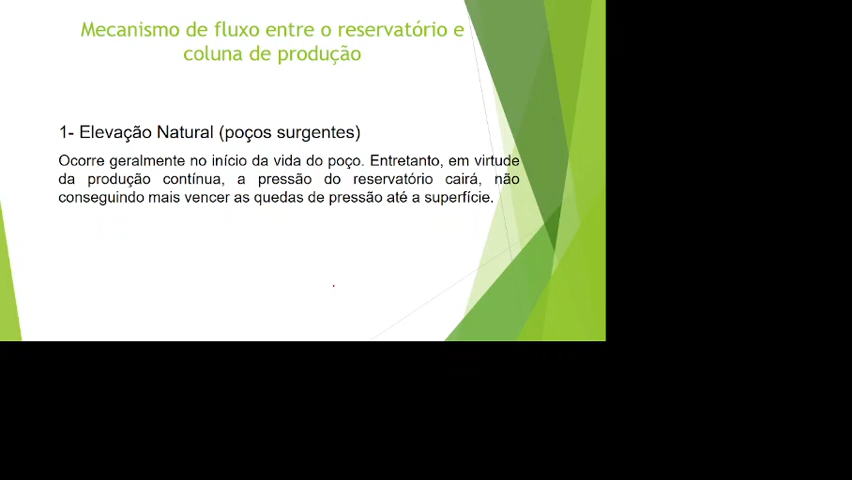 Mecanismo de fluxo entre o reservatório e
coluna de produção
1- Elevação Natural (poços surgentes)
Ocorre geralmente no início da vida do poço. Entretanto, em virtude
da produção contínua, a pressão do reservatório cairá, não
conseguindo mais vencer as quedas de pressão até a superfície.